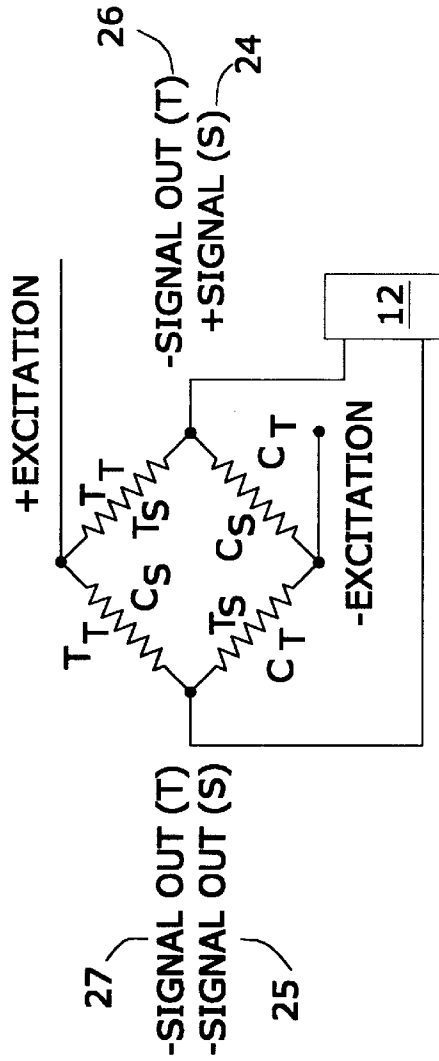 +EXCITATION
26
-SIGNAL OUT (T)
+SIGNAL (S)
24
T T
C S
T T
T S
T S
C T
C S
C T
-EXCITATION
27
-SIGNAL OUT (T)
-SIGNAL OUT (S)
25
12